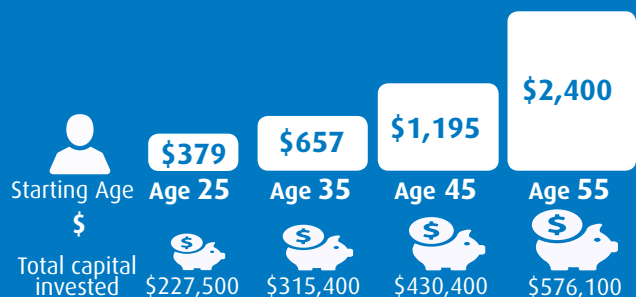 $379
$657
$1,195
$2,400
Starting Age
Age 25
Age 35
Age 45
Age 55
$
$
$
$
$
Total capital
invested
$227,500
$315,400
$430,400
$576,100